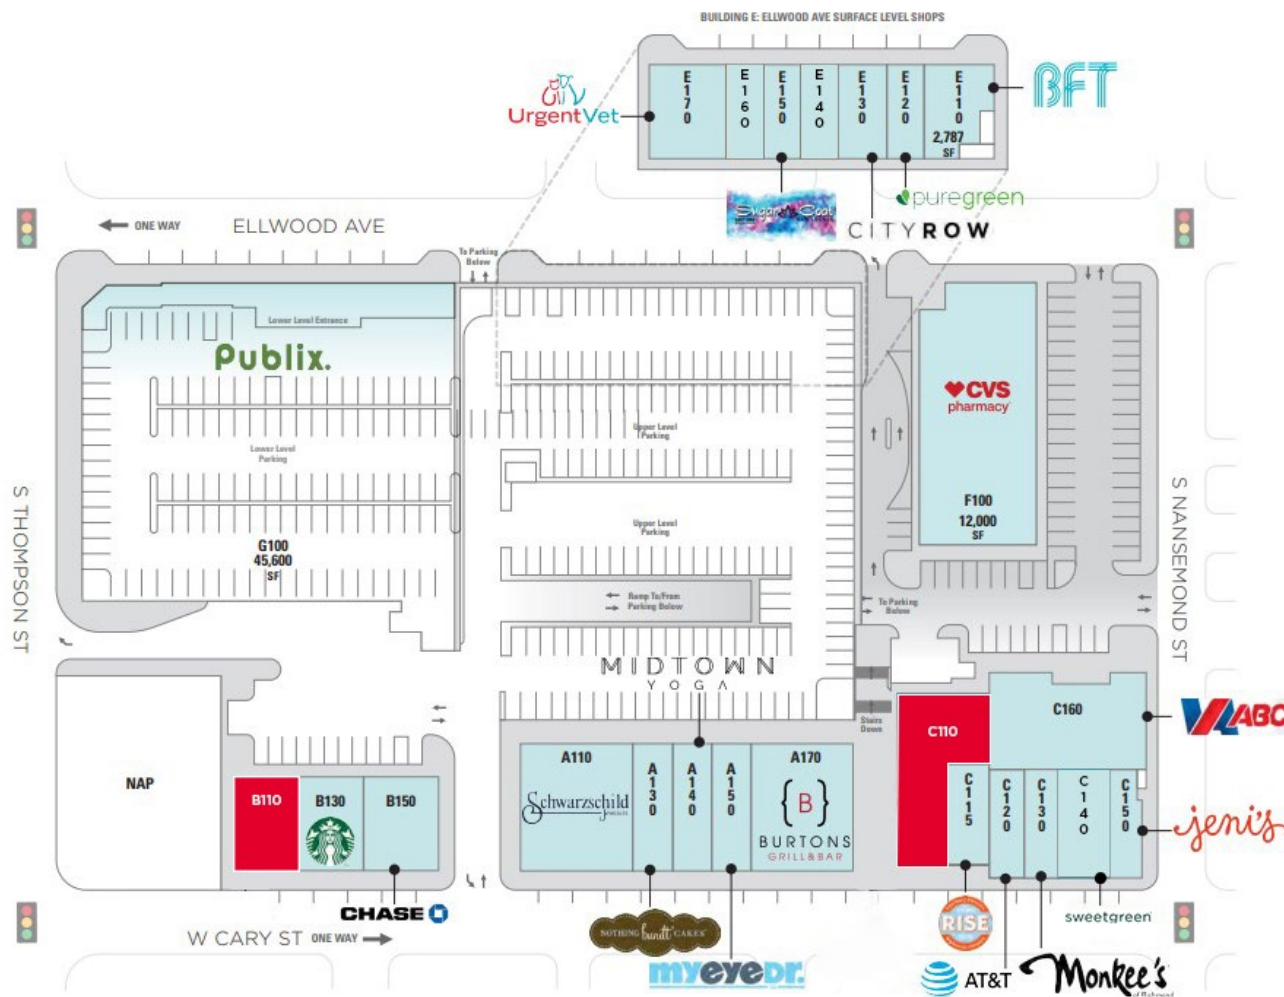 BUILDING E: ELLWOOD AVE SURFACE LEVEL SHOPS
UrgentVet
E170
E160
E150
E140
E130
E120
E110
2,787
SF
BFT
Sugar Coat
CITYROW
puregreen
ONE WAY
ELLWOOD AVE
To Parking
Below
Lower Level Entrance
Publix.
Lower Level
Parking
G100
45,600
SF
Upper Level
Parking
Upper Level
Parking
Ramp To/From
Parking Below
CVS
pharmacy
F100
12,000
SF
To Parking
Below
S THOMPSON ST
S NANSEMOND ST
MIDTOWN
YOGA
Stairs
Down
NAP
B110
B130
B150
CHASE
A110
Schwarzschild
A130
A140
A150
A170
B
BURTONS
GRILL&BAR
C110
C160
C115
C120
C130
C140
C150
ABC
jeni's
NOTHING bundt CAKES
myeyeDr.
RISE
AT&T
Monkee's
sweetgreen
W CARY ST ONE WAY